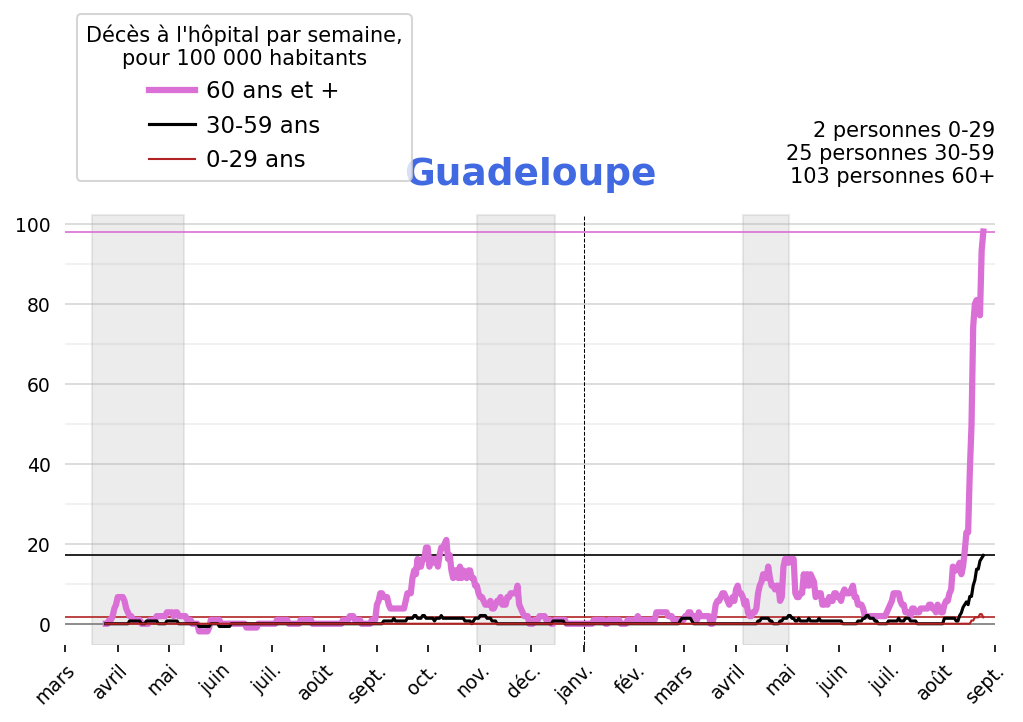 Décès à l'hôpital par semaine,
pour 100 000 habitants
60 ans et +
30-59 ans
0-29 ans
Guadeloupe
2 personnes 0-29
25 personnes 30-59
103 personnes 60+
100
80
60
40
20
0
mars
avril
mai
juin
juil.
août
sept.
oct.
nov.
déc.
janv.
fév.
mars
avril
mai
juin
juil.
août
sept.